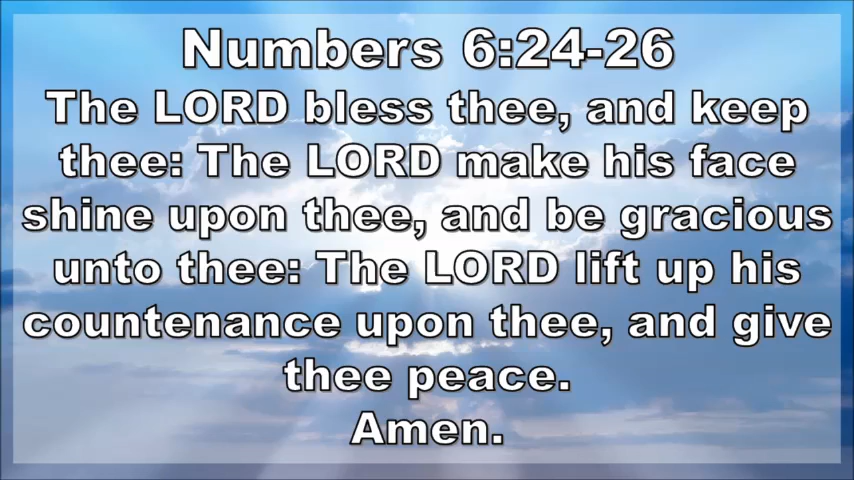 Numbers 6:24-26
The LORD bless thee, and keep
thee: The LORD make his face
shine upon thee, and be gracious
unto thee: The LORD lift up his
countenance upon thee, and give
thee peace.
Amen.